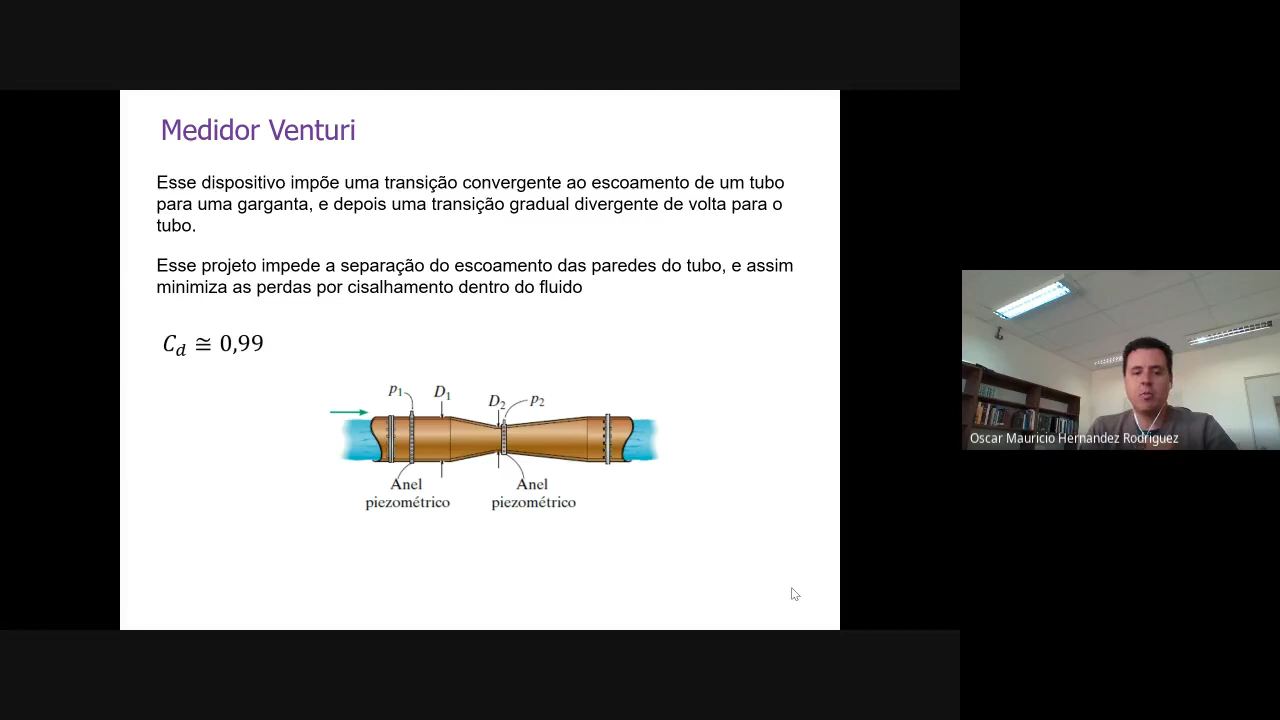 Medidor Venturi
Esse dispositivo impõe uma transição convergente ao escoamento de um tubo
para uma garganta, e depois uma transição gradual divergente de volta para o
tubo.
Esse projeto impede a separação do escoamento das paredes do tubo, e assim
minimiza as perdas por cisalhamento dentro do fluido
C_d ≅ 0,99
p₁ D₁ D₂ p₂
Anel Anel
piezométrico piezométrico
Oscar Mauricio Hernandez Rodriguez